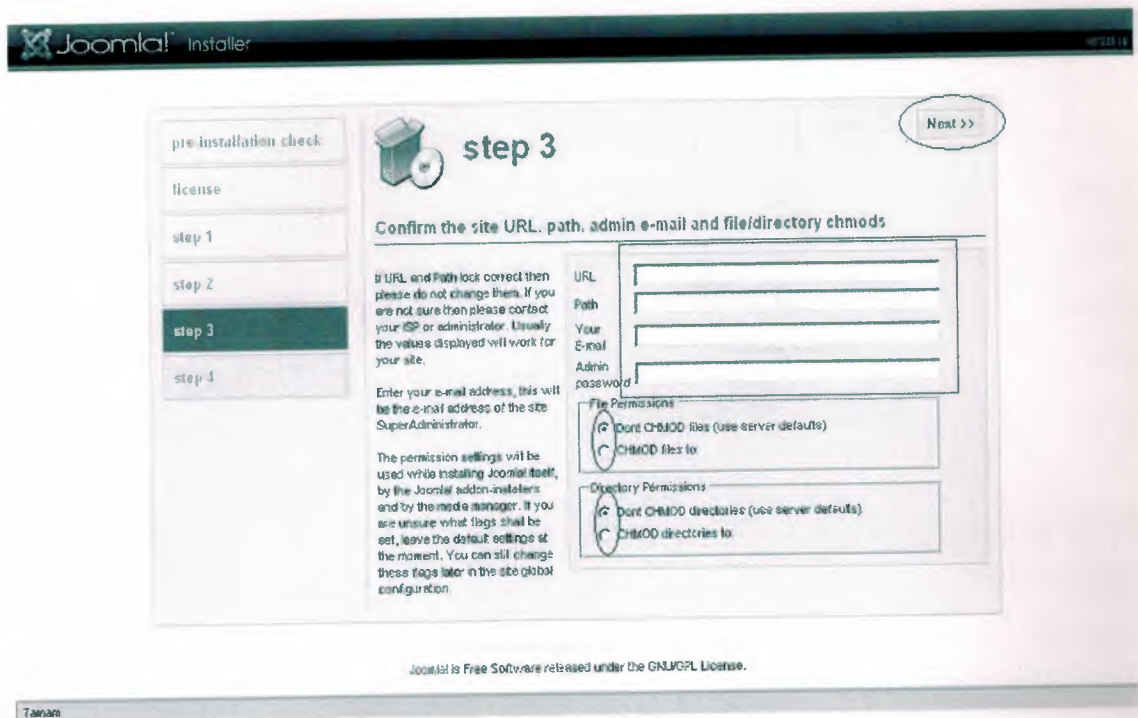 Joomla! Installer
Next >>
pre-installation check
license
step 1
step 2
step 3
step 4
step 3
Confirm the site URL, path, admin e-mail and file/directory chmods
If URL and Path look correct then
please do not change them. If you
are not sure then please contact
your ISP or administrator. Usually
the values displayed will work for
your site.
Enter your e-mail address, this will
be the e-mail address of the site
SuperAdministrator.
The permission settings will be
used while installing Joomla! itself,
by the Joomla! addon-installers
and by the media manager. If you
are unsure what flags shall be
set, leave the default settings at
the moment. You can still change
these flags later in the site global
configuration.
URL
Path
Your
E-mail
Admin
password
File Permissions
Dont CHMOD files (use server defaults)
CHMOD files to:
Directory Permissions
Dont CHMOD directories (use server defaults)
CHMOD directories to:
Joomla! is Free Software released under the GNU/GPL License.
Tamam